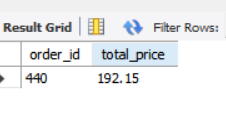 Result Grid Filter Rows:
order_id total_price
440 192.15